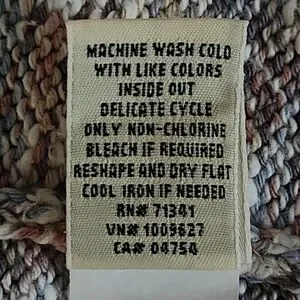 MACHINE WASH COLD
WITH LIKE COLORS
INSIDE OUT
DELICATE CYCLE
ONLY NON-CHLORINE
BLEACH IF REQUIRED
RESHAPE AND DRY FLAT
COOL IRON IF NEEDED
RN# 71341
VN# 1009627
CA# 04754